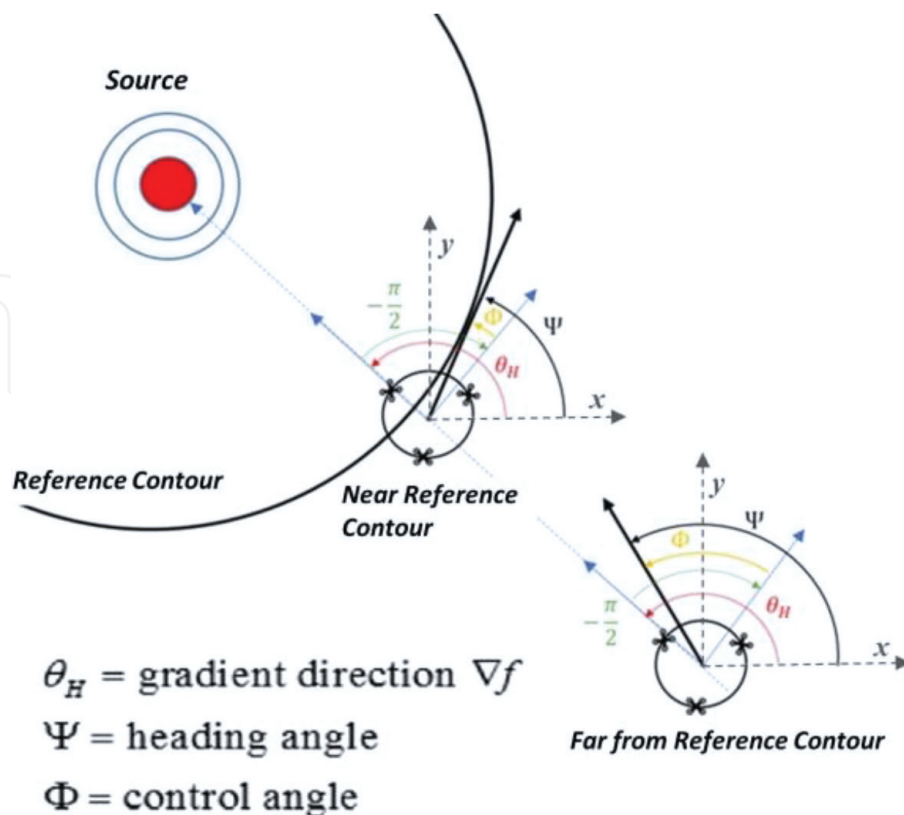 Source
y
-π/2
Φ
Ψ
θ_H
x
Reference Contour
Near Reference
Contour
y
Ψ
Φ
θ_H
-π/2
x
θ_H = gradient direction ∇f
Ψ = heading angle
Φ = control angle
Far from Reference Contour